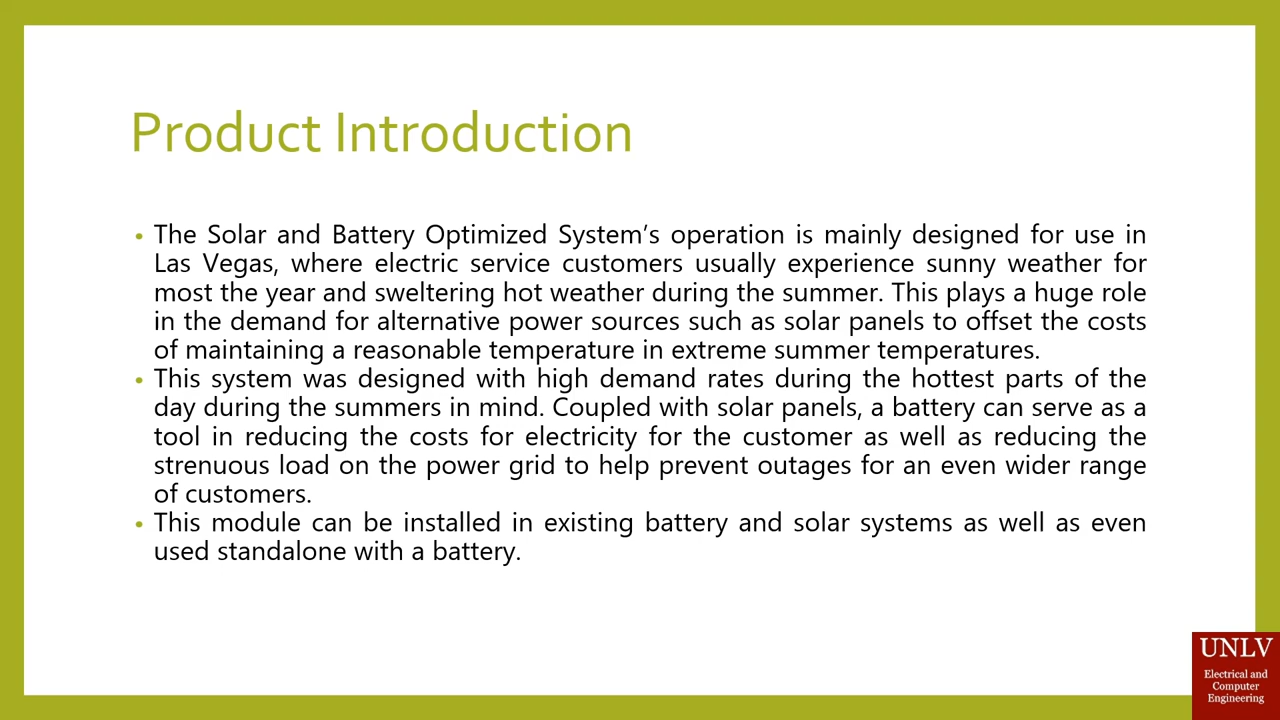 Product Introduction
• The Solar and Battery Optimized System’s operation is mainly designed for use in
Las Vegas, where electric service customers usually experience sunny weather for
most the year and sweltering hot weather during the summer. This plays a huge role
in the demand for alternative power sources such as solar panels to offset the costs
of maintaining a reasonable temperature in extreme summer temperatures.
• This system was designed with high demand rates during the hottest parts of the
day during the summers in mind. Coupled with solar panels, a battery can serve as a
tool in reducing the costs for electricity for the customer as well as reducing the
strenuous load on the power grid to help prevent outages for an even wider range
of customers.
• This module can be installed in existing battery and solar systems as well as even
used standalone with a battery.
UNLV
Electrical and
Computer
Engineering